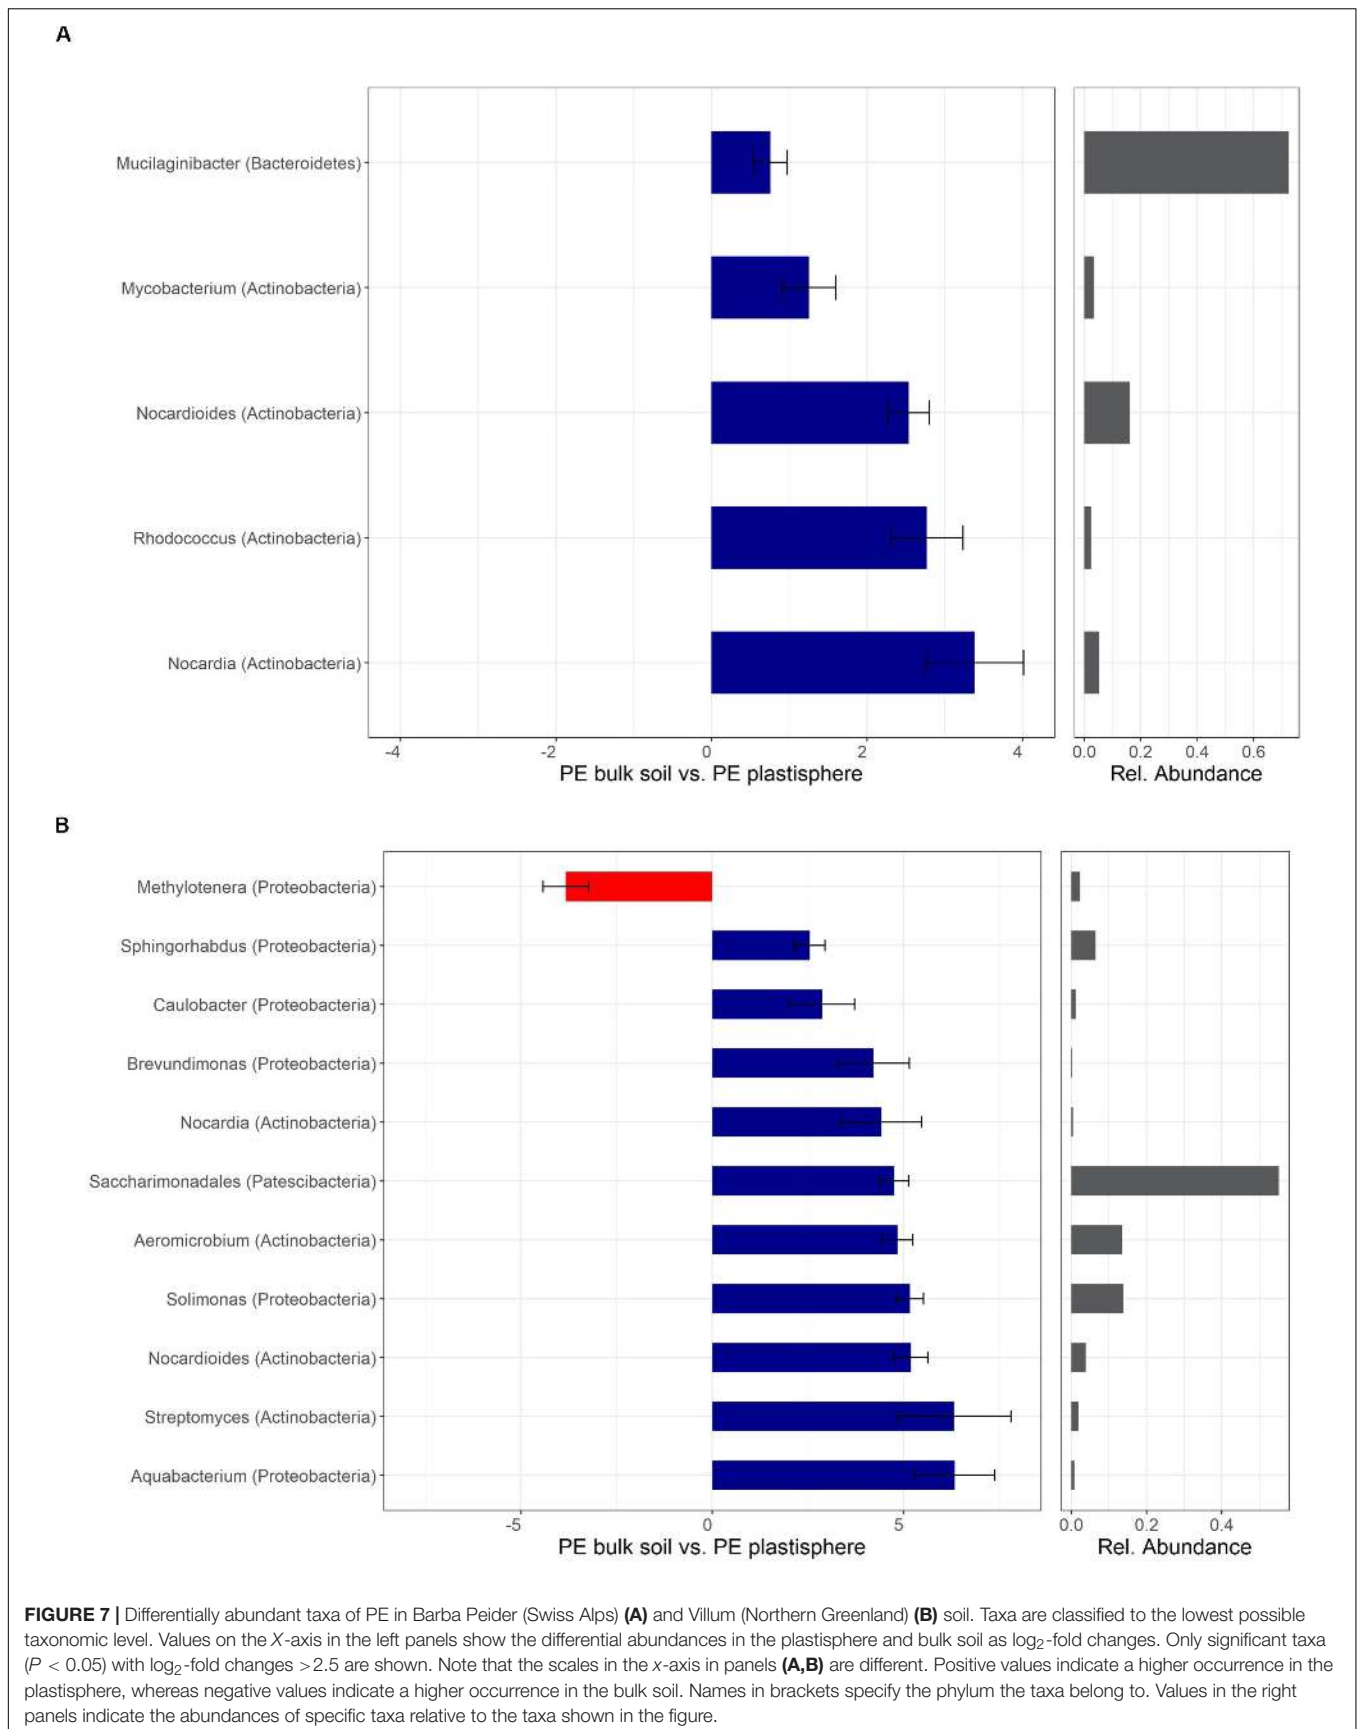 A
Mucilaginibacter (Bacteroidetes)
Mycobacterium (Actinobacteria)
Nocardioides (Actinobacteria)
Rhodococcus (Actinobacteria)
Nocardia (Actinobacteria)
-4 -2 0 2 4 0.0 0.2 0.4 0.6
PE bulk soil vs. PE plastisphere Rel. Abundance
B
Methylotenera (Proteobacteria)
Sphingorhabdus (Proteobacteria)
Caulobacter (Proteobacteria)
Brevundimonas (Proteobacteria)
Nocardia (Actinobacteria)
Saccharimonadales (Patescibacteria)
Aeromicrobium (Actinobacteria)
Solimonas (Proteobacteria)
Nocardioides (Actinobacteria)
Streptomyces (Actinobacteria)
Aquabacterium (Proteobacteria)
-5 0 5 0.0 0.2 0.4
PE bulk soil vs. PE plastisphere Rel. Abundance
FIGURE 7 | Differentially abundant taxa of PE in Barba Peider (Swiss Alps) (A) and Villum (Northern Greenland) (B) soil. Taxa are classified to the lowest possible
taxonomic level. Values on the X-axis in the left panels show the differential abundances in the plastisphere and bulk soil as log₂-fold changes. Only significant taxa
(P < 0.05) with log₂-fold changes >2.5 are shown. Note that the scales in the x-axis in panels (A,B) are different. Positive values indicate a higher occurrence in the
plastisphere, whereas negative values indicate a higher occurrence in the bulk soil. Names in brackets specify the phylum the taxa belong to. Values in the right
panels indicate the abundances of specific taxa relative to the taxa shown in the figure.